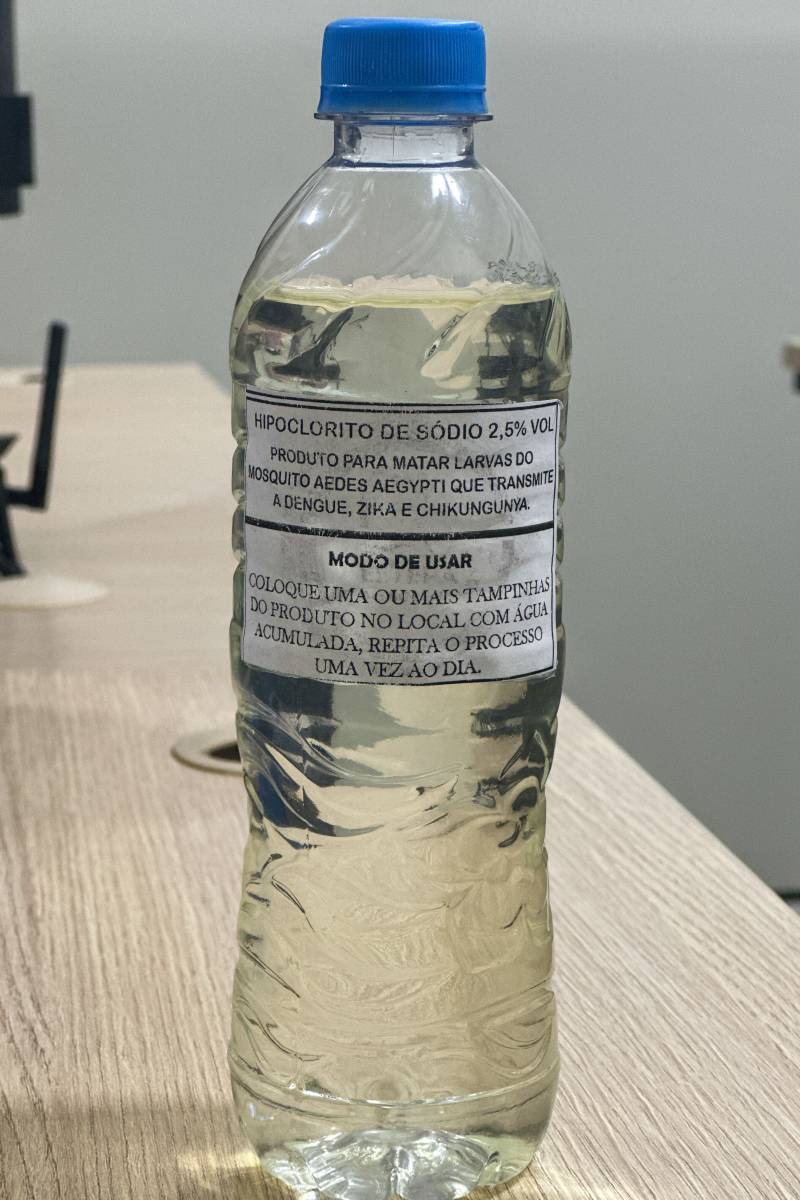 HIPOCLORITO DE SÓDIO 2,5% VOL
PRODUTO PARA MATAR LARVAS DO
MOSQUITO AEDES AEGYPTI QUE TRANSMITE
A DENGUE, ZIKA E CHIKUNGUNYA.
MODO DE USAR
COLOQUE UMA OU MAIS TAMPINHAS
DO PRODUTO NO LOCAL COM ÁGUA
ACUMULADA, REPITA O PROCESSO
UMA VEZ AO DIA.